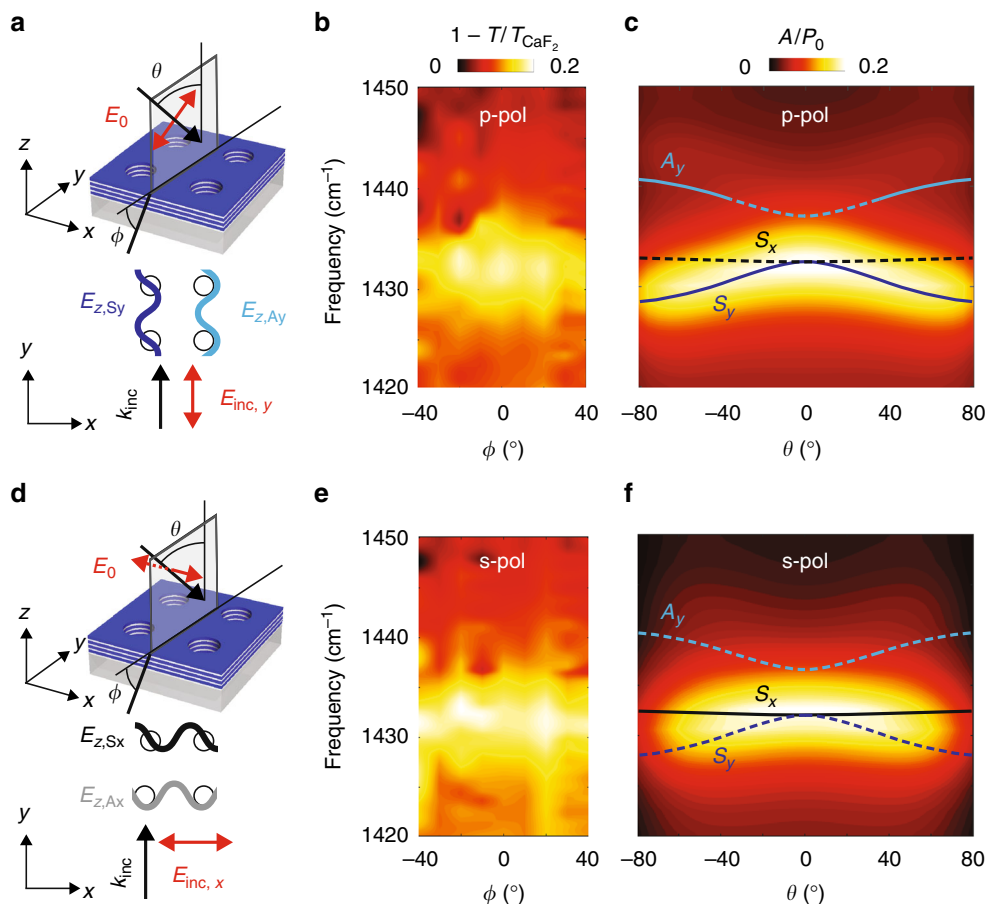 a
θ
E0
z
y
x
ϕ
Ez,Sy
Ez,Ay
y
x
kinc
Einc, y
b
1 − T/TCaF2
0 0.2
p-pol
1450
1440
1430
1420
Frequency (cm−1)
−40 0 40
ϕ (°)
c
A/P0
0 0.2
p-pol
Ay
Sx
Sy
−80 −40 0 40 80
θ (°)
d
θ
E0
z
y
x
ϕ
Ez,Sx
Ez,Ax
y
x
kinc
Einc, x
e
s-pol
1450
1440
1430
1420
Frequency (cm−1)
−40 0 40
ϕ (°)
f
s-pol
Ay
Sx
Sy
−80 −40 0 40 80
θ (°)